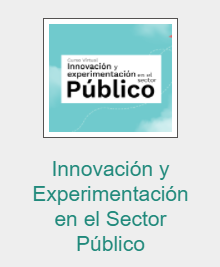 Curso Virtual
Innovación y
experimentación en el
sector
Público
Innovación y
Experimentación
en el Sector
Público